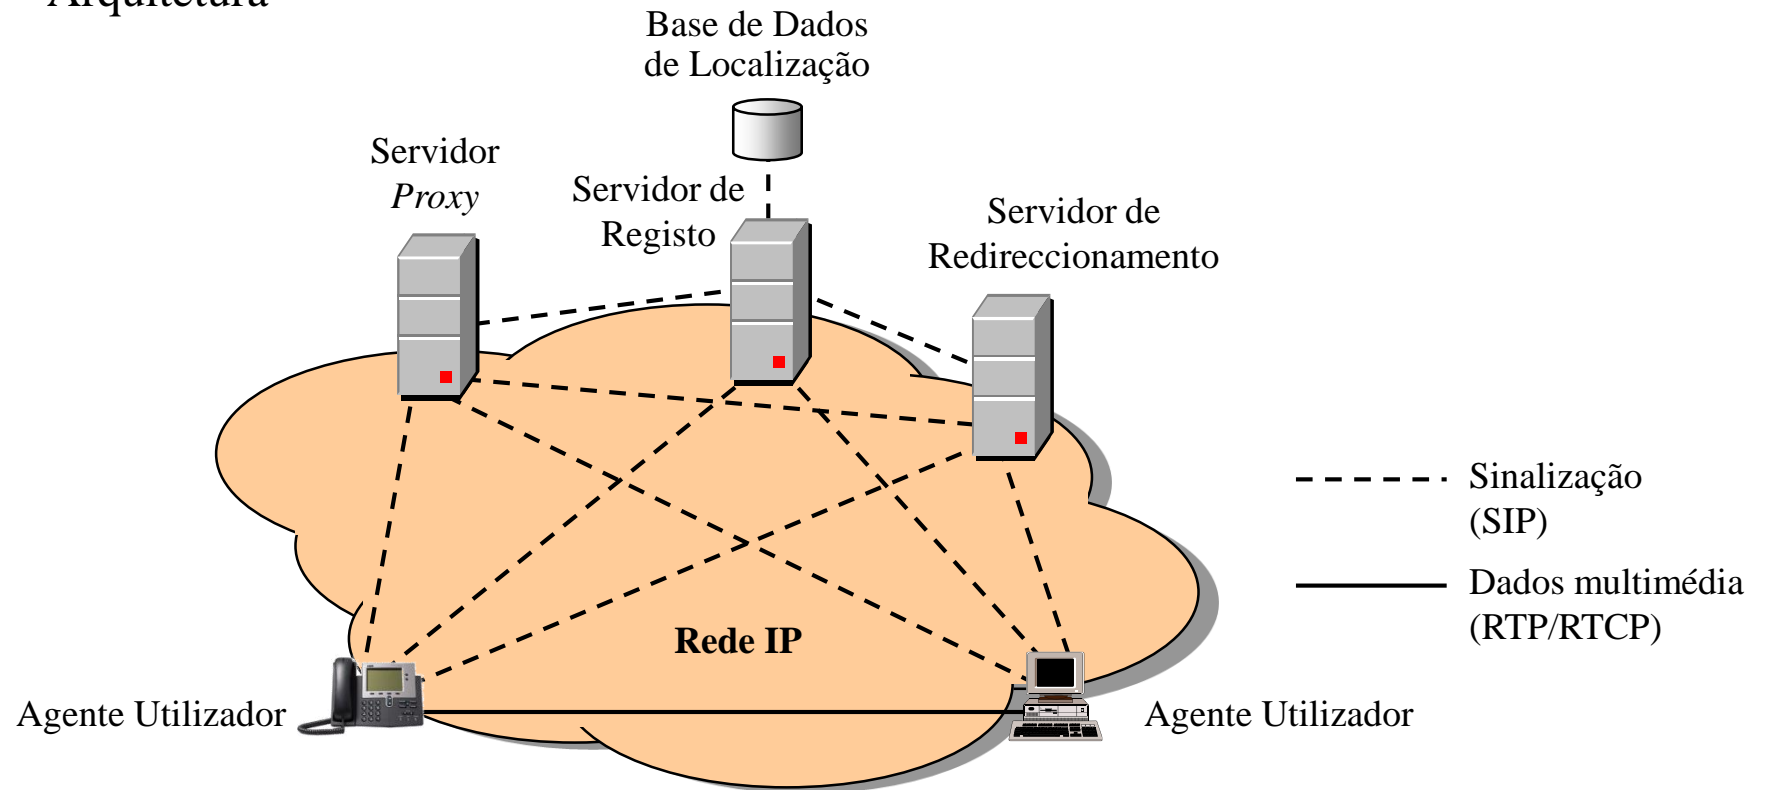 Arquitetura
Base de Dados
de Localização
Servidor
Proxy
Servidor de
Registo
Servidor de
Redireccionamento
Sinalização
(SIP)
Dados multimédia
(RTP/RTCP)
Rede IP
Agente Utilizador
Agente Utilizador